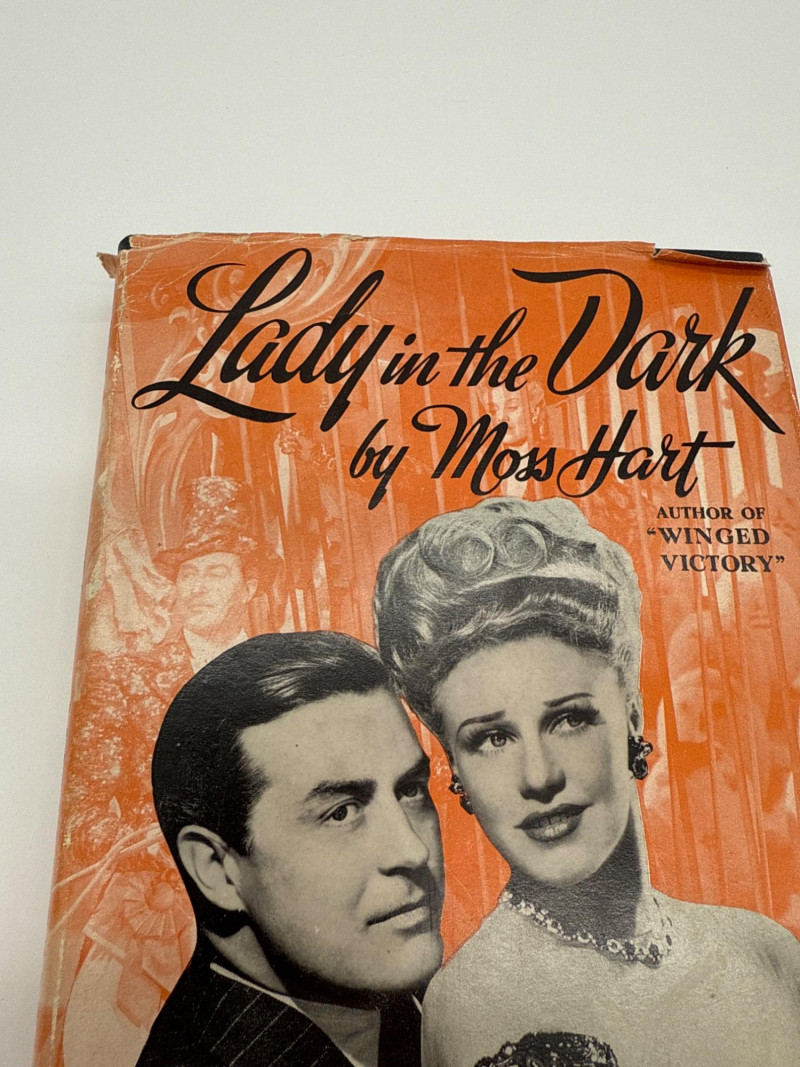 Lady in the Dark
by Moss Hart
AUTHOR OF
“WINGED
VICTORY”